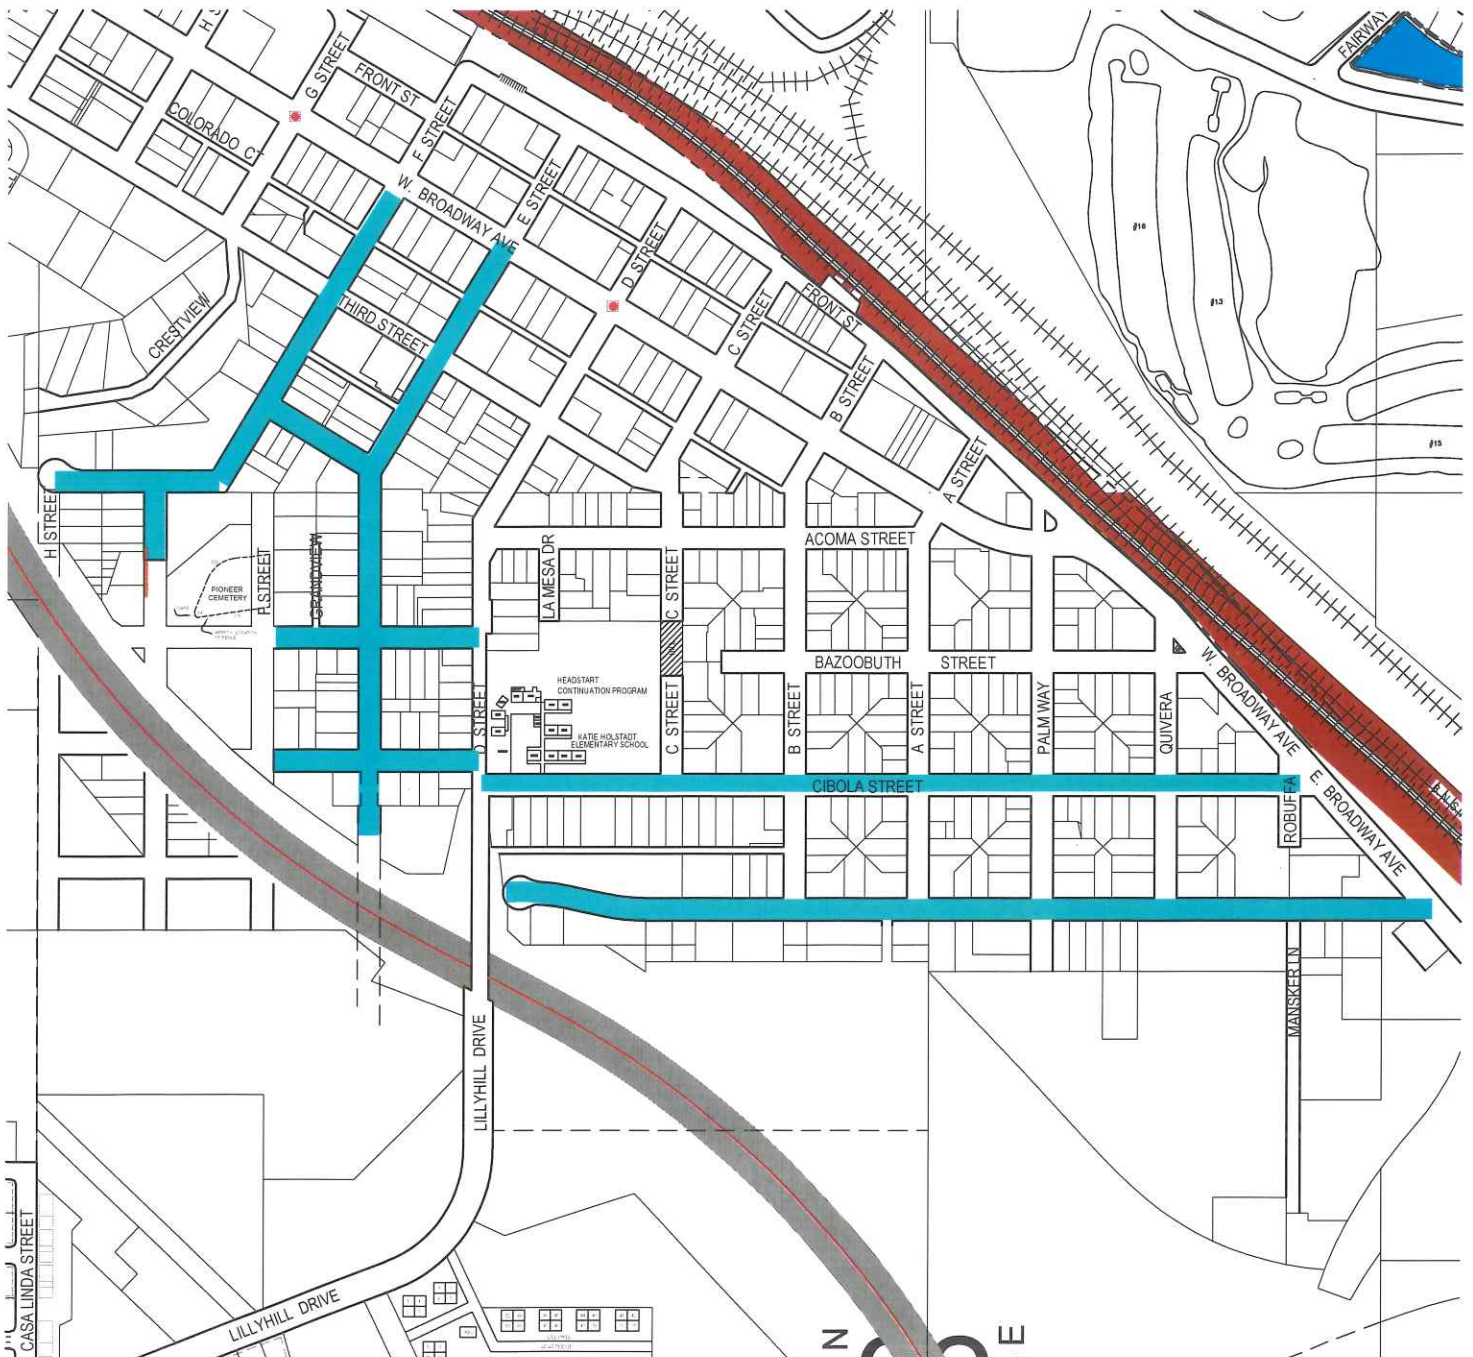 H S
G STREET
FRONT ST
FAIRWAY
COLORADO CT
F STREET
W. BROADWAY AVE
E STREET
D STREET
#16
#13
#15
CRESTVIEW
THIRD STREET
C STREET
FRONT ST
B STREET
A STREET
H STREET
PIONEER
CEMETERY
F STREET
GRANDVIEW
LA MESA DR
C STREET
ACOMA STREET
BAZOOBUTH STREET
W. BROADWAY AVE
HEADSTART
CONTINUATION PROGRAM
KATIE HOLSTADT
ELEMENTARY SCHOOL
D STREET
C STREET
B STREET
A STREET
PALM WAY
QUIVERA
CIBOLA STREET
ROBUFFA
E. BROADWAY AVE
MANSKER LN
LILLYHILL DRIVE
CASA LINDA STREET
LILLYHILL DRIVE
N
E